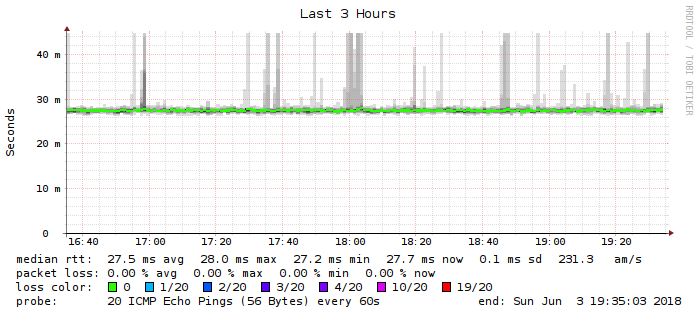 Last 3 Hours
RRDTOOL / TOBI OETIKER
Seconds
40 m
30 m
20 m
10 m
0
16:40 17:00 17:20 17:40 18:00 18:20 18:40 19:00 19:20
median rtt: 27.5 ms avg 28.0 ms max 27.2 ms min 27.7 ms now 0.1 ms sd 231.3 am/s
packet loss: 0.00 % avg 0.00 % max 0.00 % min 0.00 % now
loss color: 0 1/20 2/20 3/20 4/20 10/20 19/20
probe: 20 ICMP Echo Pings (56 Bytes) every 60s end: Sun Jun 3 19:35:03 2018